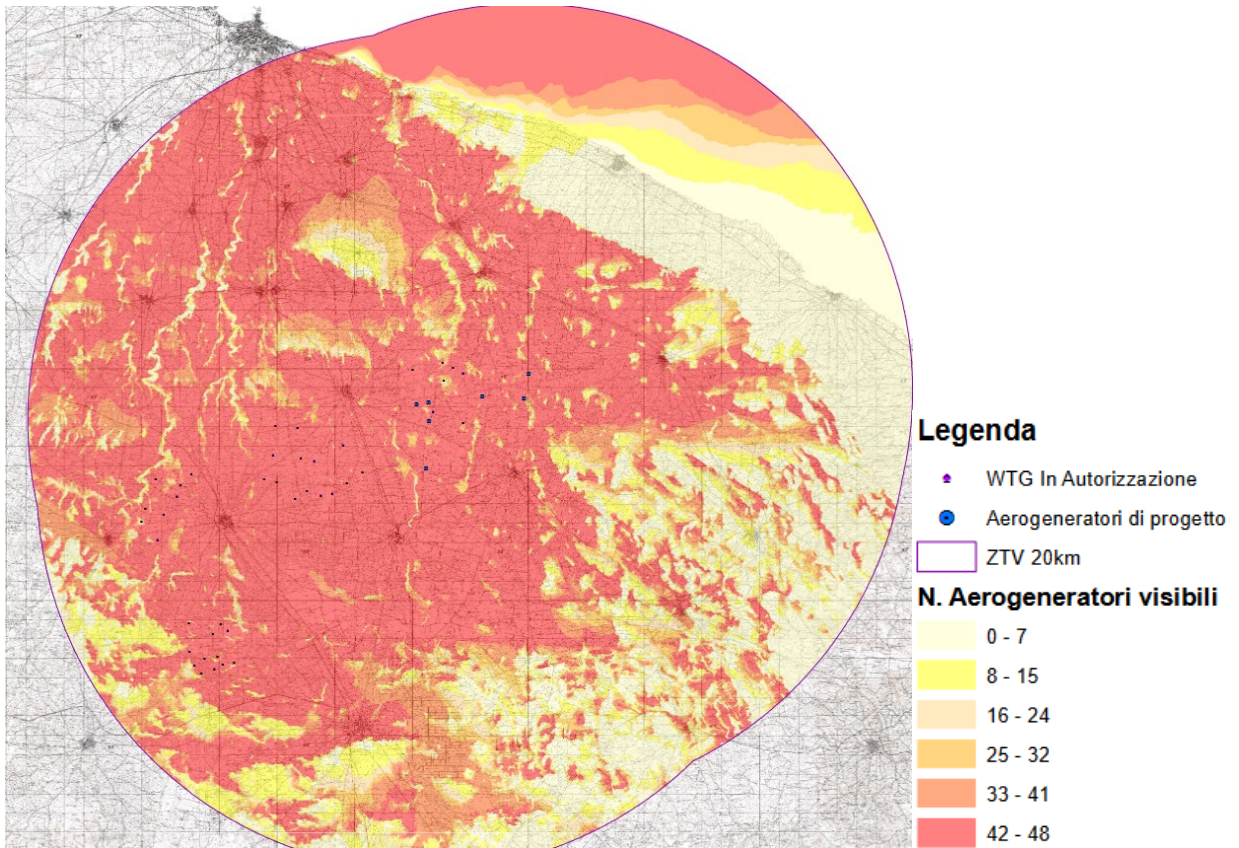 Legenda
WTG In Autorizzazione
Aerogeneratori di progetto
ZTV 20km
N. Aerogeneratori visibili
0 - 7
8 - 15
16 - 24
25 - 32
33 - 41
42 - 48